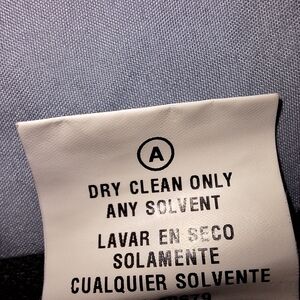 A
DRY CLEAN ONLY
ANY SOLVENT
LAVAR EN SECO
SOLAMENTE
CUALQUIER SOLVENTE